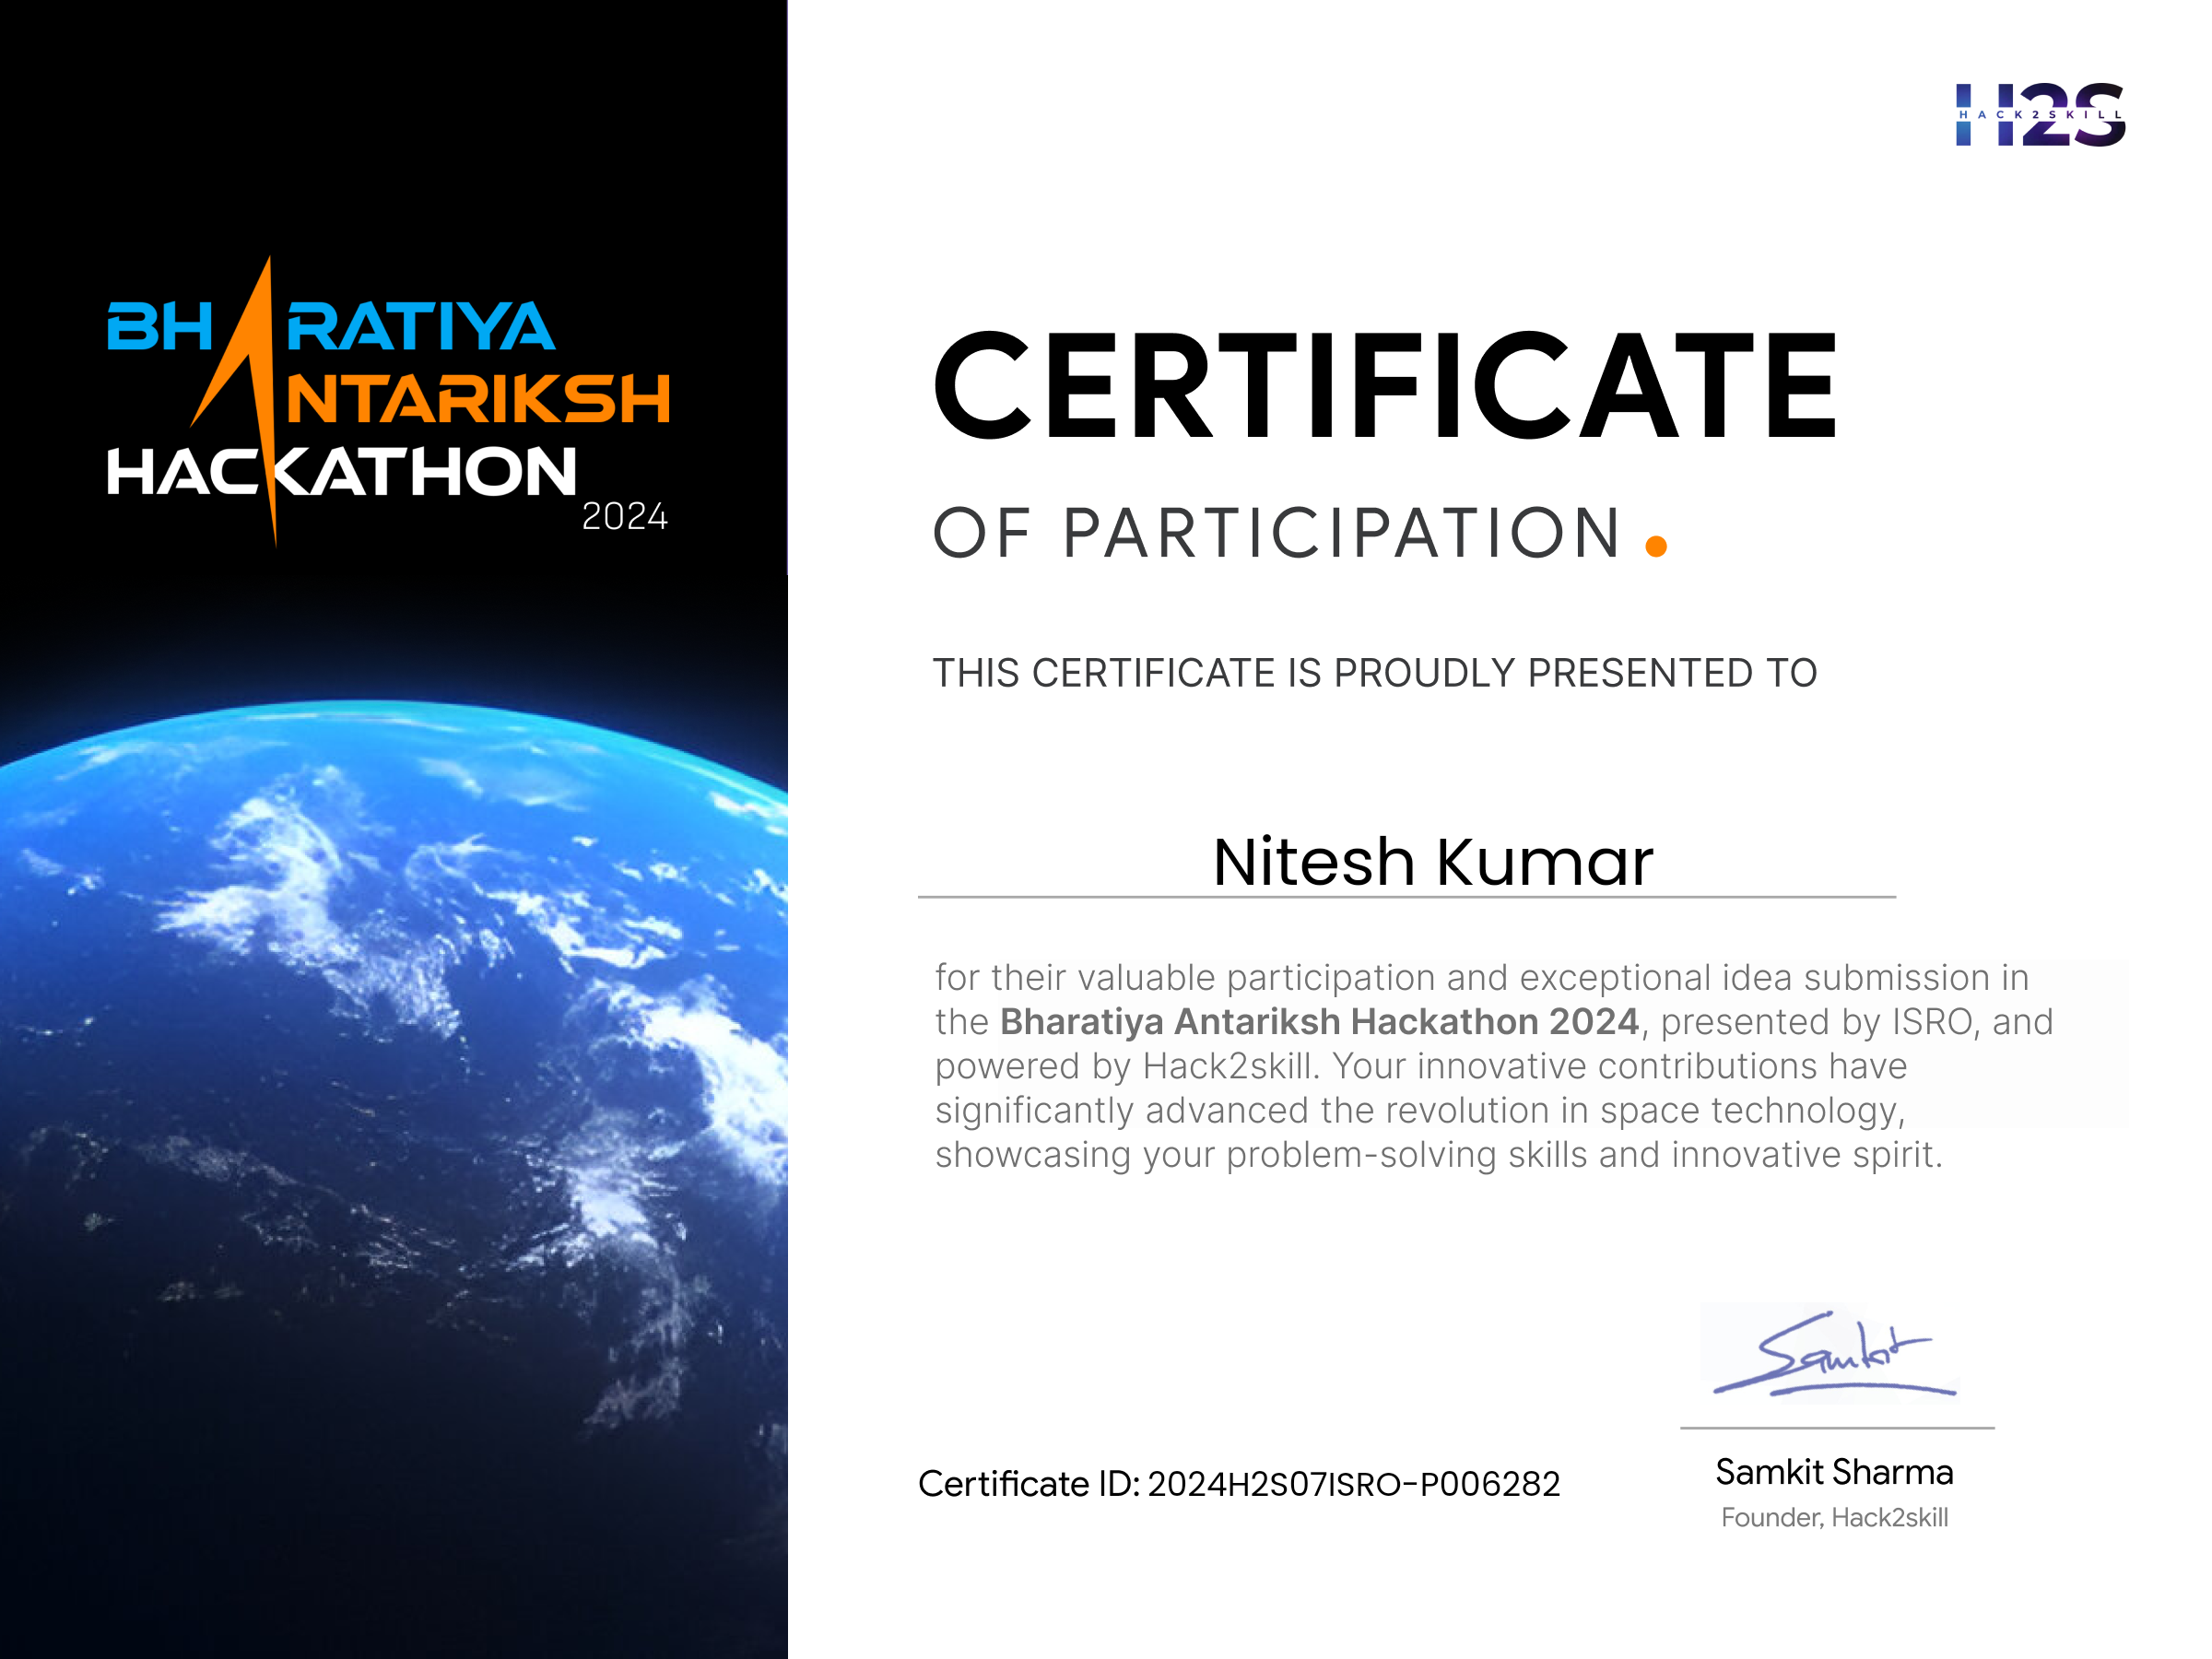 BHARATIYA
ANTARIKSH
HACKATHON
2024
H2S
HACK2SKILL
CERTIFICATE
OF PARTICIPATION.
THIS CERTIFICATE IS PROUDLY PRESENTED TO
Nitesh Kumar
for their valuable participation and exceptional idea submission in
the Bharatiya Antariksh Hackathon 2024, presented by ISRO, and
powered by Hack2skill. Your innovative contributions have
significantly advanced the revolution in space technology,
showcasing your problem-solving skills and innovative spirit.
Samkit
Certificate ID: 2024H2S07ISRO-P006282
Samkit Sharma
Founder, Hack2skill